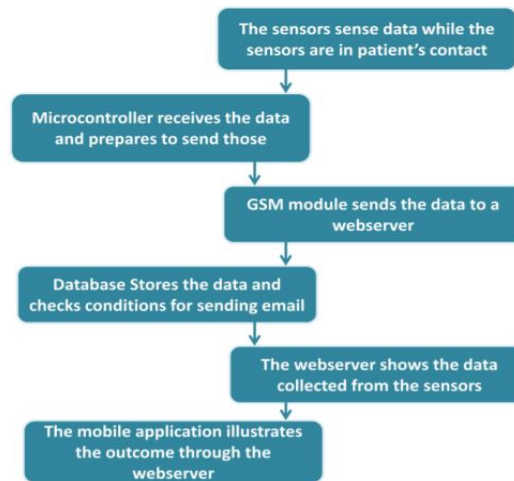 The sensors sense data while the
sensors are in patient's contact
Microcontroller receives the data
and prepares to send those
GSM module sends the data to a
webserver
Database Stores the data and
checks conditions for sending email
The webserver shows the data
collected from the sensors
The mobile application illustrates
the outcome through the
webserver